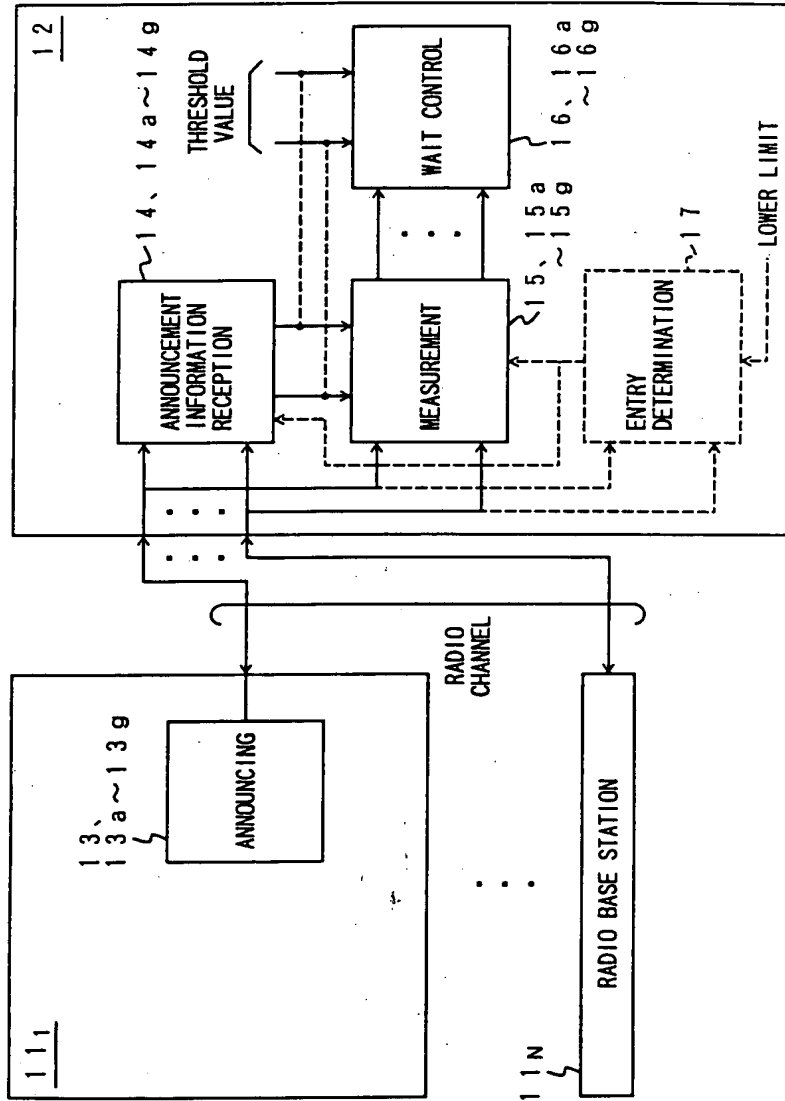 11₁
13、
13a～13g
ANNOUNCING
11N
RADIO BASE STATION
RADIO
CHANNEL
12
14、14a～14g
ANNOUNCEMENT
INFORMATION
RECEPTION
THRESHOLD
VALUE
MEASUREMENT
15、15a
～15g
WAIT CONTROL
16、16a
～16g
ENTRY
DETERMINATION
17
LOWER LIMIT